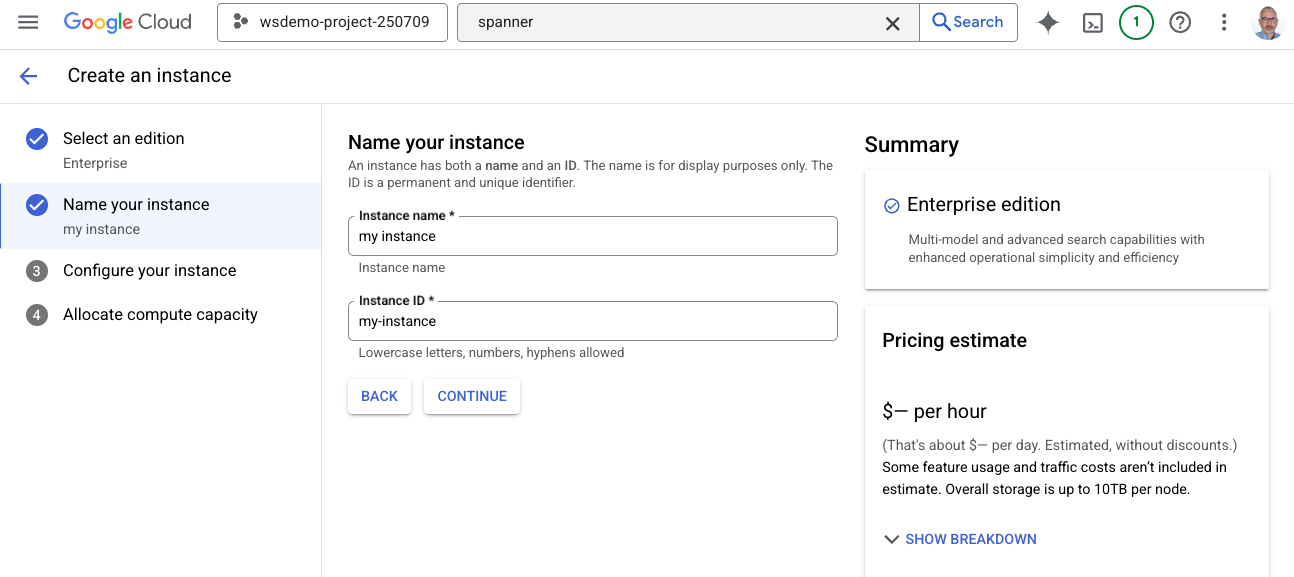 Google Cloud
wsdemo-project-250709
spanner
Search
1
Create an instance
Select an edition
Enterprise
Name your instance
my instance
3
Configure your instance
4
Allocate compute capacity
Name your instance
An instance has both a name and an ID. The name is for display purposes only. The
ID is a permanent and unique identifier.
Instance name *
my instance
Instance name
Instance ID *
my-instance
Lowercase letters, numbers, hyphens allowed
BACK
CONTINUE
Summary
Enterprise edition
Multi-model and advanced search capabilities with
enhanced operational simplicity and efficiency
Pricing estimate
$— per hour
(That's about $— per day. Estimated, without discounts.)
Some feature usage and traffic costs aren’t included in
estimate. Overall storage is up to 10TB per node.
SHOW BREAKDOWN